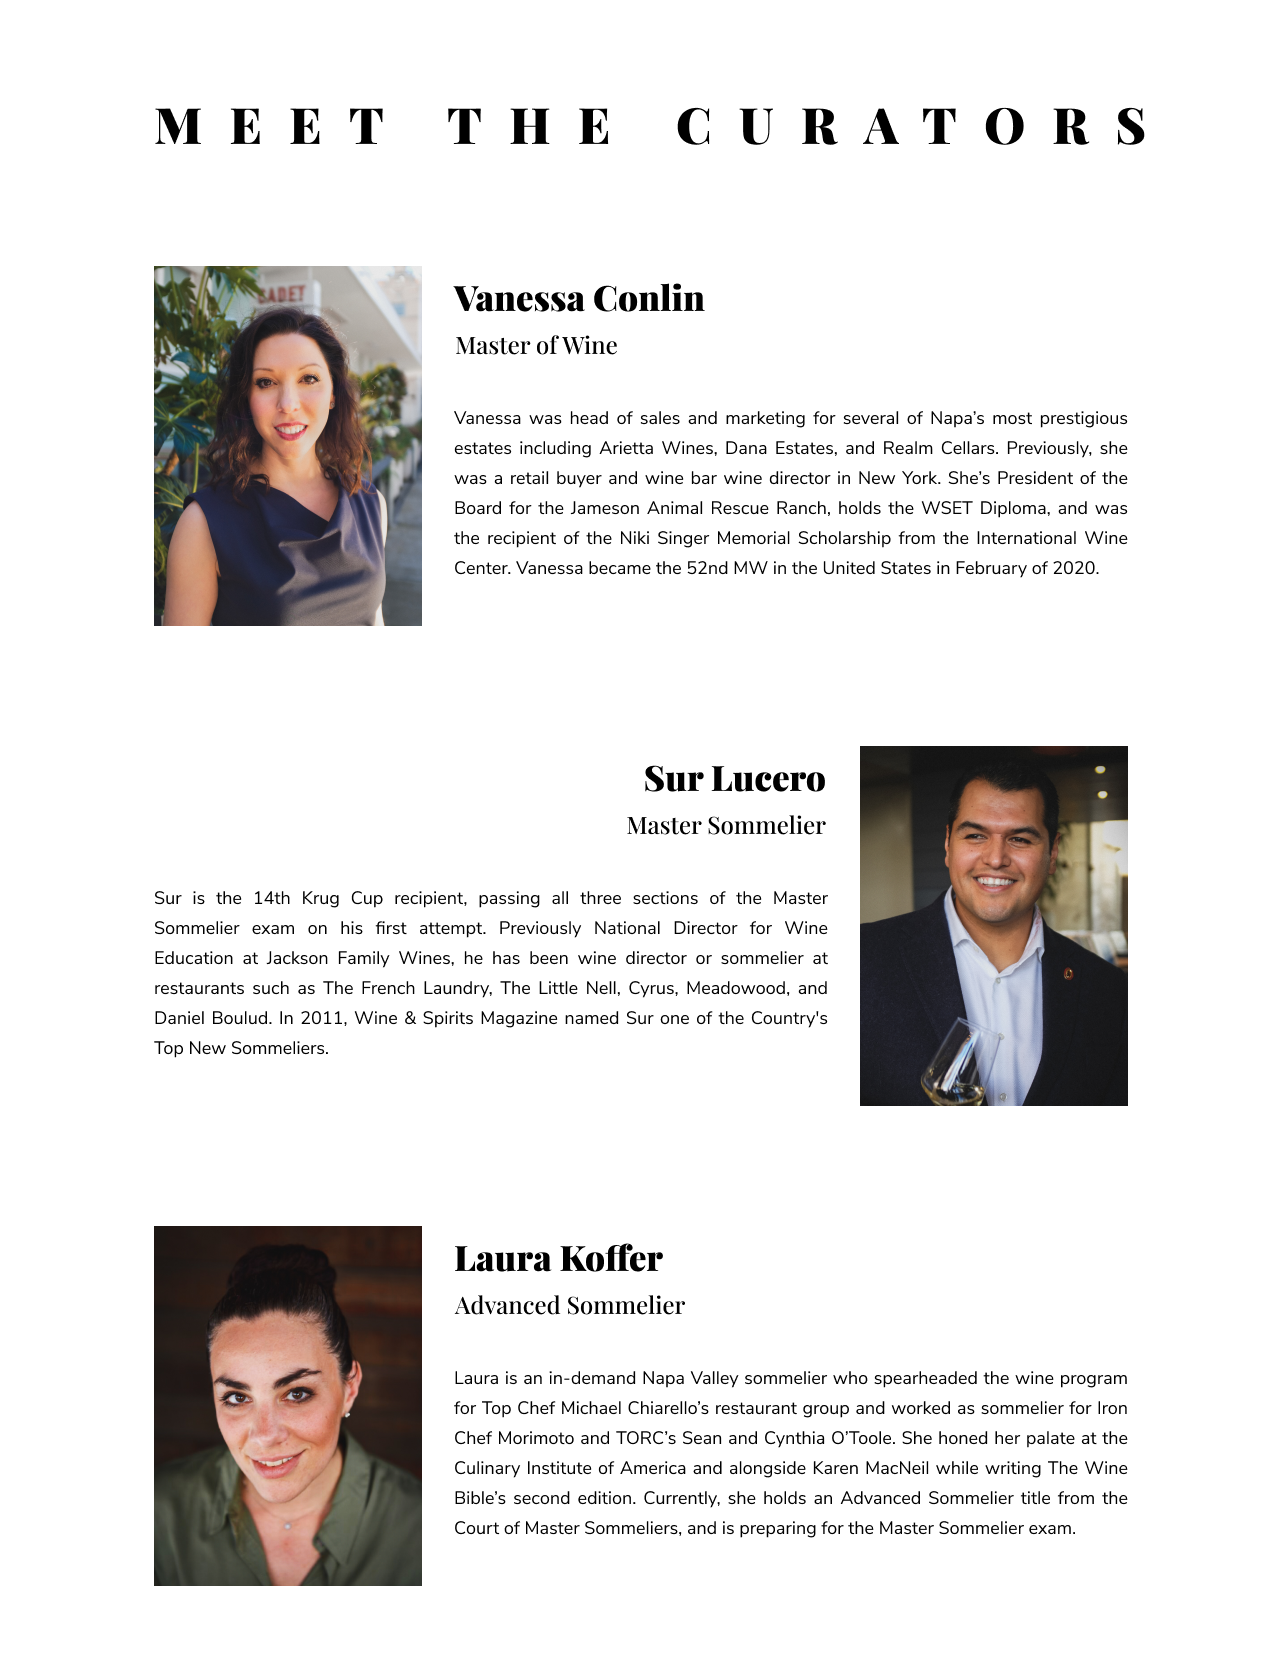 MEET THE CURATORS
CADET
Vanessa Conlin
Master of Wine
Vanessa was head of sales and marketing for several of Napa’s most prestigious
estates including Arietta Wines, Dana Estates, and Realm Cellars. Previously, she
was a retail buyer and wine bar wine director in New York. She’s President of the
Board for the Jameson Animal Rescue Ranch, holds the WSET Diploma, and was
the recipient of the Niki Singer Memorial Scholarship from the International Wine
Center. Vanessa became the 52nd MW in the United States in February of 2020.
Sur Lucero
Master Sommelier
Sur is the 14th Krug Cup recipient, passing all three sections of the Master
Sommelier exam on his first attempt. Previously National Director for Wine
Education at Jackson Family Wines, he has been wine director or sommelier at
restaurants such as The French Laundry, The Little Nell, Cyrus, Meadowood, and
Daniel Boulud. In 2011, Wine & Spirits Magazine named Sur one of the Country's
Top New Sommeliers.
Laura Koffer
Advanced Sommelier
Laura is an in-demand Napa Valley sommelier who spearheaded the wine program
for Top Chef Michael Chiarello’s restaurant group and worked as sommelier for Iron
Chef Morimoto and TORC’s Sean and Cynthia O’Toole. She honed her palate at the
Culinary Institute of America and alongside Karen MacNeil while writing The Wine
Bible’s second edition. Currently, she holds an Advanced Sommelier title from the
Court of Master Sommeliers, and is preparing for the Master Sommelier exam.